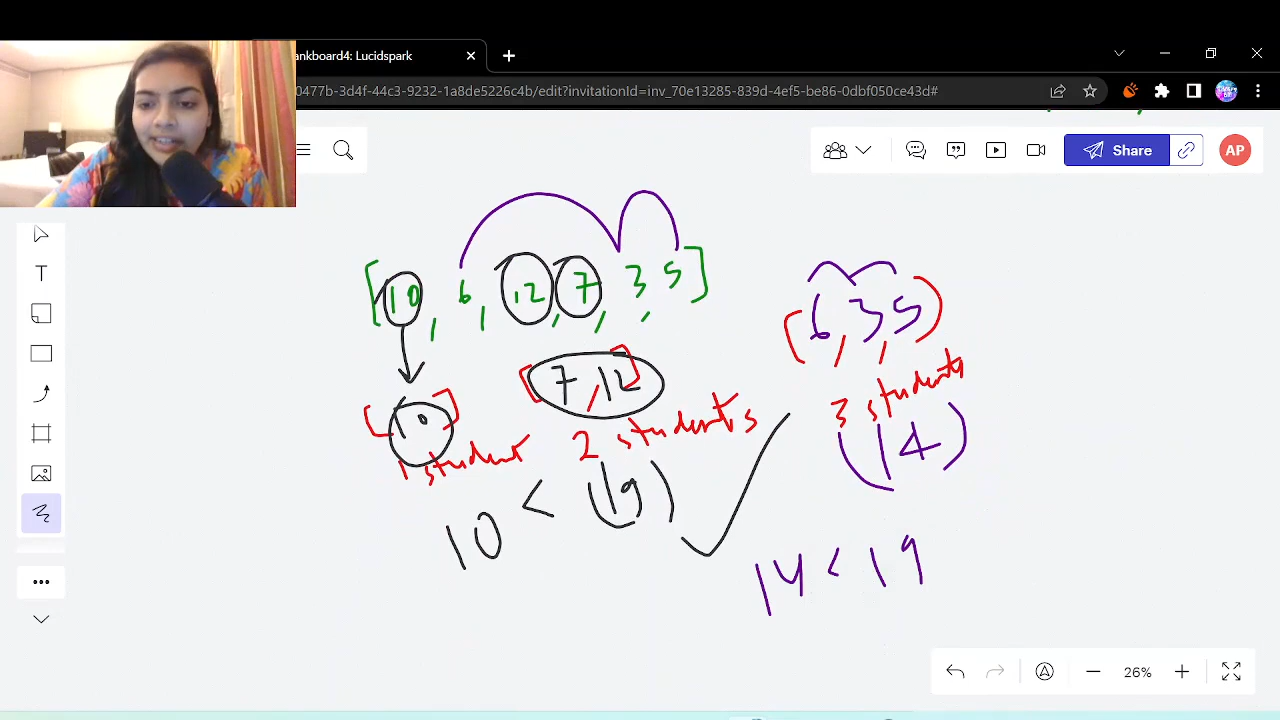 ankboard4: Lucidspark
0477b-3d4f-44c3-9232-1a8de5226c4b/edit?invitationId=inv_70e13285-839d-4ef5-be86-0dbf050ce43d#
Share
AP
T
[10, 6, 12, 7, 3, 5]
[6, 3, 5]
3 students
(14)
[10]
1 student
[7, 12]
2 students
10 < (19)
14 < 19
26%